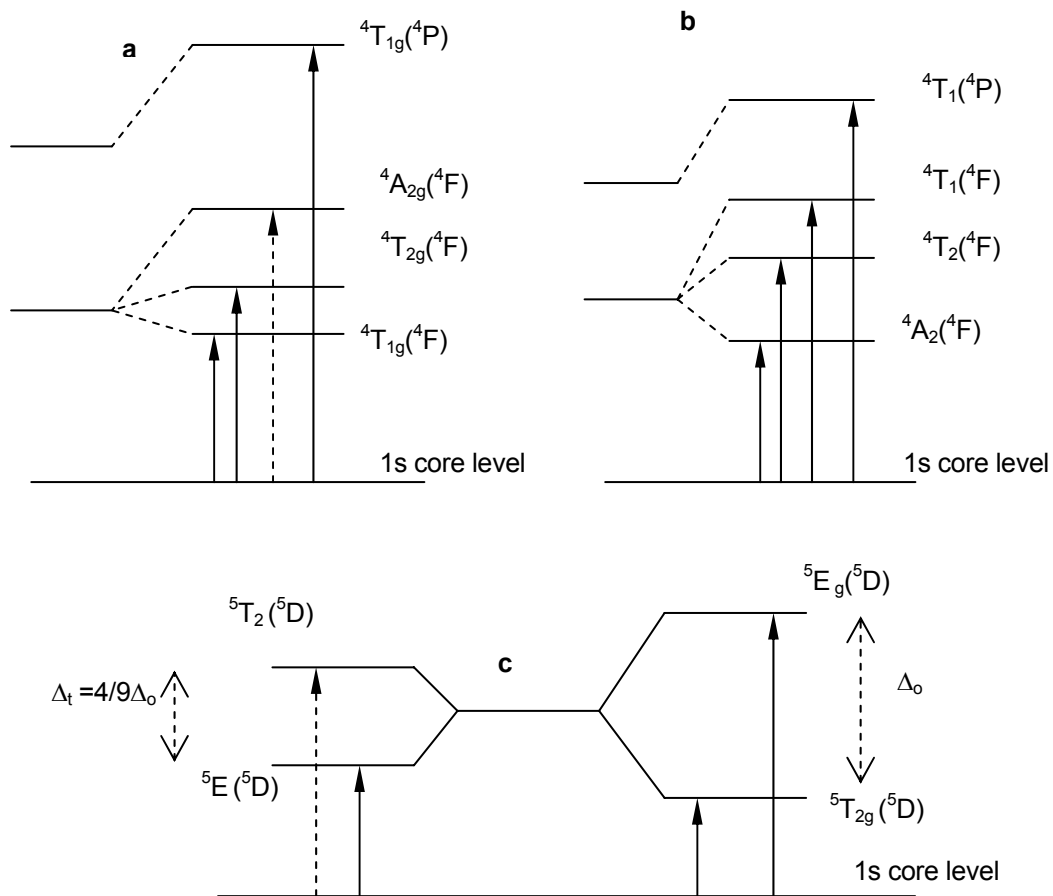 a
⁴T₁g(⁴P)
⁴A₂g(⁴F)
⁴T₂g(⁴F)
⁴T₁g(⁴F)
1s core level
b
⁴T₁(⁴P)
⁴T₁(⁴F)
⁴T₂(⁴F)
⁴A₂(⁴F)
1s core level
c
⁵T₂(⁵D)
Δt =4/9Δo
⁵E(⁵D)
⁵E g(⁵D)
Δo
⁵T₂g(⁵D)
1s core level